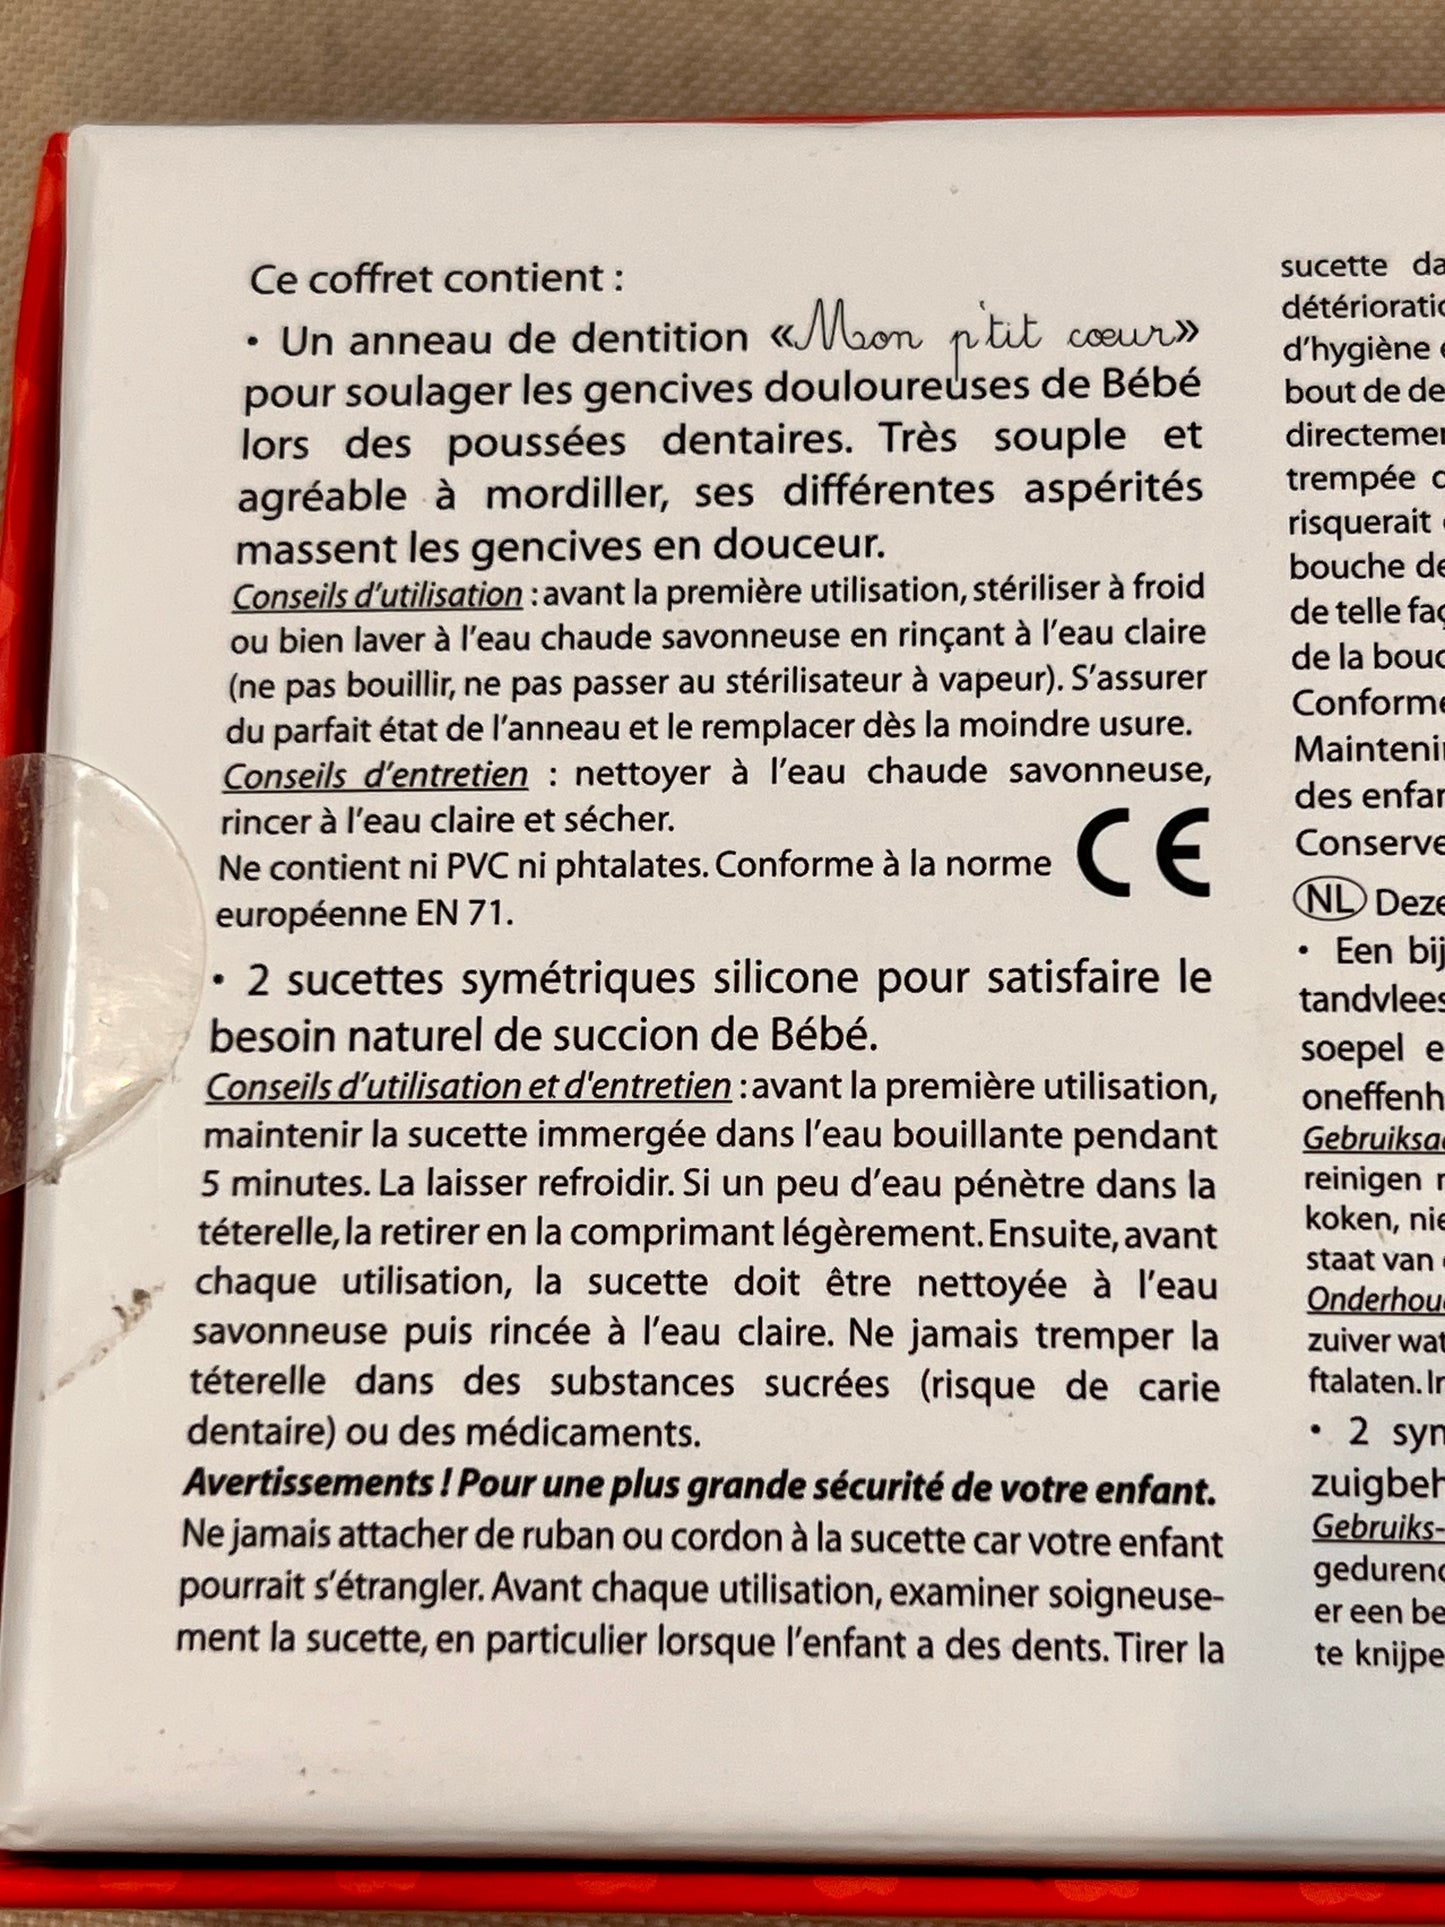 Ce coffret contient :
• Un anneau de dentition «Mon p'tit cœur»
pour soulager les gencives douloureuses de Bébé
lors des poussées dentaires. Très souple et
agréable à mordiller, ses différentes aspérités
massent les gencives en douceur.
Conseils d'utilisation : avant la première utilisation, stériliser à froid
ou bien laver à l'eau chaude savonneuse en rinçant à l'eau claire
(ne pas bouillir, ne pas passer au stérilisateur à vapeur). S'assurer
du parfait état de l'anneau et le remplacer dès la moindre usure.
Conseils d'entretien : nettoyer à l'eau chaude savonneuse,
rincer à l'eau claire et sécher.
Ne contient ni PVC ni phtalates. Conforme à la norme
européenne EN 71.
CE
• 2 sucettes symétriques silicone pour satisfaire le
besoin naturel de succion de Bébé.
Conseils d'utilisation et d'entretien : avant la première utilisation,
maintenir la sucette immergée dans l'eau bouillante pendant
5 minutes. La laisser refroidir. Si un peu d'eau pénètre dans la
téterelle, la retirer en la comprimant légèrement. Ensuite, avant
chaque utilisation, la sucette doit être nettoyée à l'eau
savonneuse puis rincée à l'eau claire. Ne jamais tremper la
téterelle dans des substances sucrées (risque de carie
dentaire) ou des médicaments.
Avertissements ! Pour une plus grande sécurité de votre enfant.
Ne jamais attacher de ruban ou cordon à la sucette car votre enfant
pourrait s'étrangler. Avant chaque utilisation, examiner soigneuse-
ment la sucette, en particulier lorsque l'enfant a des dents. Tirer la
sucette
d'hygiène
bout de
trempée
risquerait
bouche
de telle
de la
des
NL Deze
• Een
soepel
reinigen
koken,
staat van
zuiver
ftalaten.
• 2
er een
te